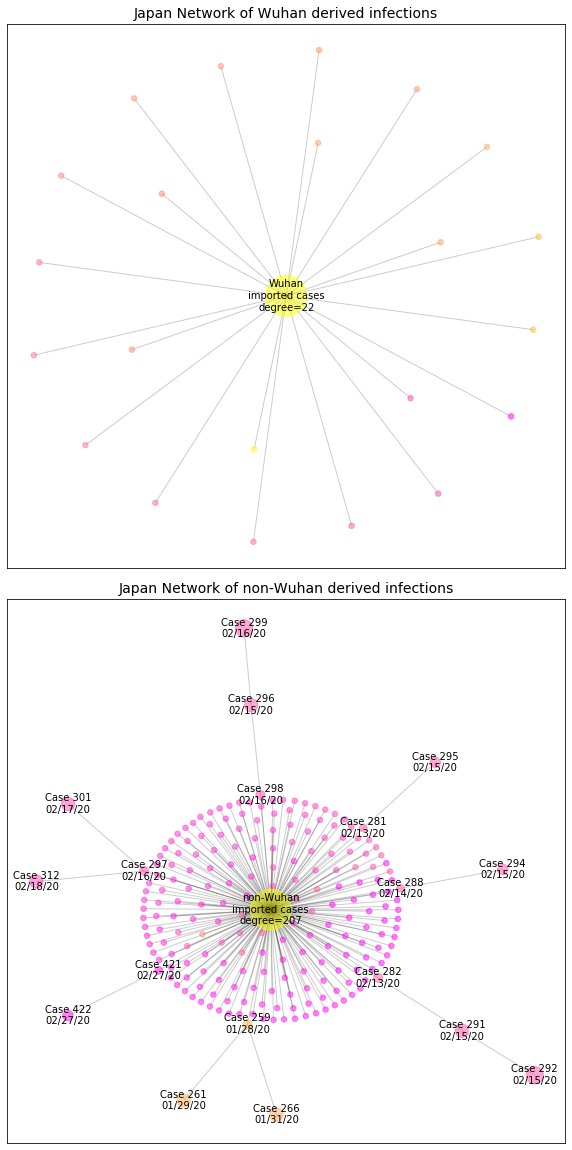 Japan Network of Wuhan derived infections
Wuhan
imported cases
degree=22
Japan Network of non-Wuhan derived infections
Case 299
02/16/20
Case 296
02/15/20
Case 295
02/15/20
Case 301
02/17/20
Case 298
02/16/20
Case 281
02/13/20
Case 297
02/16/20
Case 294
02/15/20
Case 312
02/18/20
Case 288
02/14/20
non-Wuhan
imported cases
degree=207
Case 421
02/27/20
Case 282
02/13/20
Case 422
02/27/20
Case 259
01/28/20
Case 291
02/15/20
Case 292
02/15/20
Case 261
01/29/20
Case 266
01/31/20